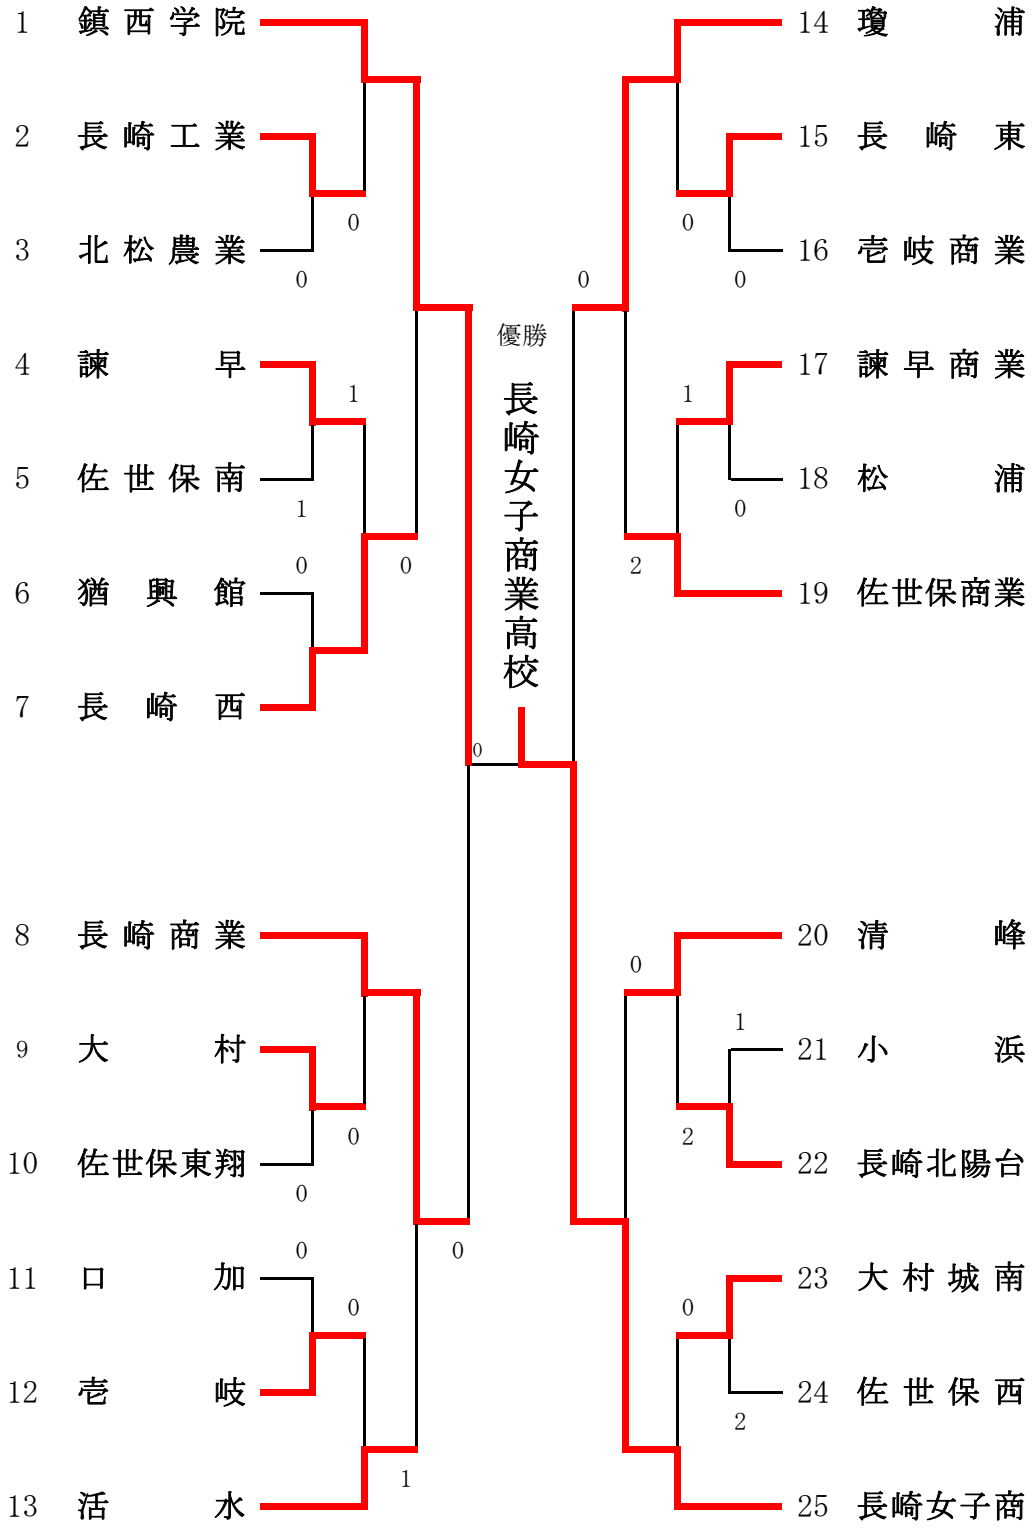 1 鎮西学院
2 長崎工業
0
3 北松農業
0
4 諫早
1
5 佐世保南
1
0
0
6 猶興館
7 長崎西
8 長崎商業
9 大村
0
10 佐世保東翔
0
0
0
11 口加
0
12 壱岐
1
13 活水
優勝
長崎女子商業高校
0
14 瓊浦
15 長崎東
0
16 壱岐商業
0
0
17 諫早商業
1
18 松浦
0
2
19 佐世保商業
20 清峰
0
1
21 小浜
2
22 長崎北陽台
23 大村城南
0
24 佐世保西
2
25 長崎女子商